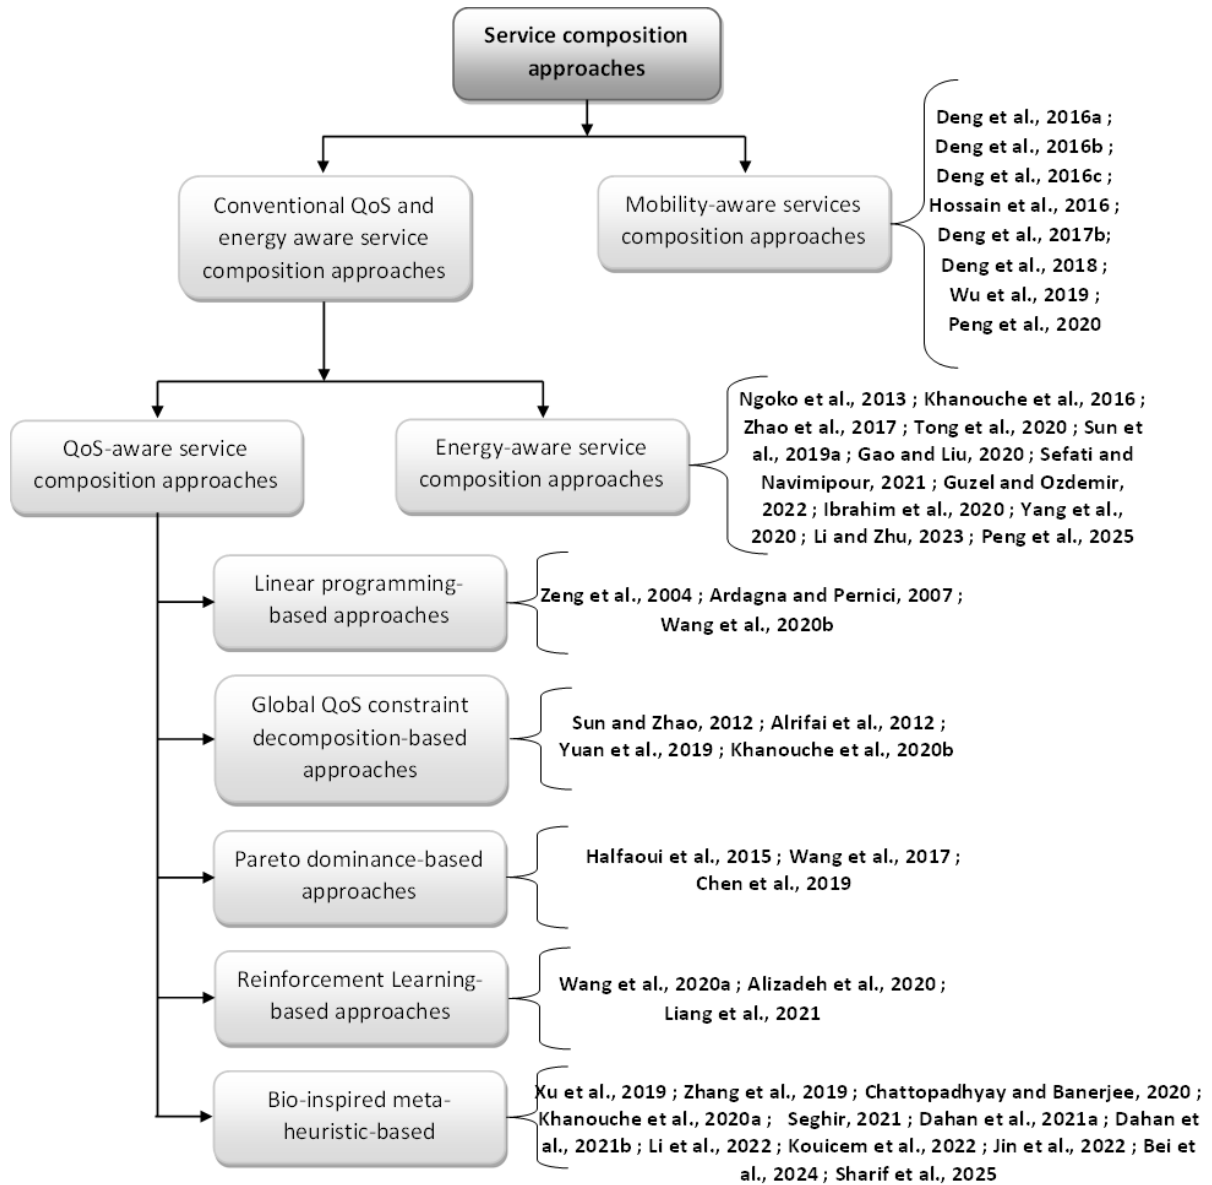 Service composition
approaches
Conventional QoS and
energy aware service
composition approaches
Mobility-aware services
composition approaches
Deng et al., 2016a ;
Deng et al., 2016b ;
Deng et al., 2016c ;
Hossain et al., 2016 ;
Deng et al., 2017b;
Deng et al., 2018 ;
Wu et al., 2019 ;
Peng et al., 2020
QoS-aware service
composition approaches
Energy-aware service
composition approaches
Ngoko et al., 2013 ; Khanouche et al., 2016 ;
Zhao et al., 2017 ; Tong et al., 2020 ; Sun et
al., 2019a ; Gao and Liu, 2020 ; Sefati and
Navimipour, 2021 ; Guzel and Ozdemir,
2022 ; Ibrahim et al., 2020 ; Yang et al.,
2020 ; Li and Zhu, 2023 ; Peng et al., 2025
Linear programming-
based approaches
Zeng et al., 2004 ; Ardagna and Pernici, 2007 ;
Wang et al., 2020b
Global QoS constraint
decomposition-based
approaches
Sun and Zhao, 2012 ; Alrifai et al., 2012 ;
Yuan et al., 2019 ; Khanouche et al., 2020b
Pareto dominance-based
approaches
Halfaoui et al., 2015 ; Wang et al., 2017 ;
Chen et al., 2019
Reinforcement Learning-
based approaches
Wang et al., 2020a ; Alizadeh et al., 2020 ;
Liang et al., 2021
Bio-inspired meta-
heuristic-based
Xu et al., 2019 ; Zhang et al., 2019 ; Chattopadhyay and Banerjee, 2020 ;
Khanouche et al., 2020a ; Seghir, 2021 ; Dahan et al., 2021a ; Dahan et
al., 2021b ; Li et al., 2022 ; Kouicem et al., 2022 ; Jin et al., 2022 ; Bei et
al., 2024 ; Sharif et al., 2025